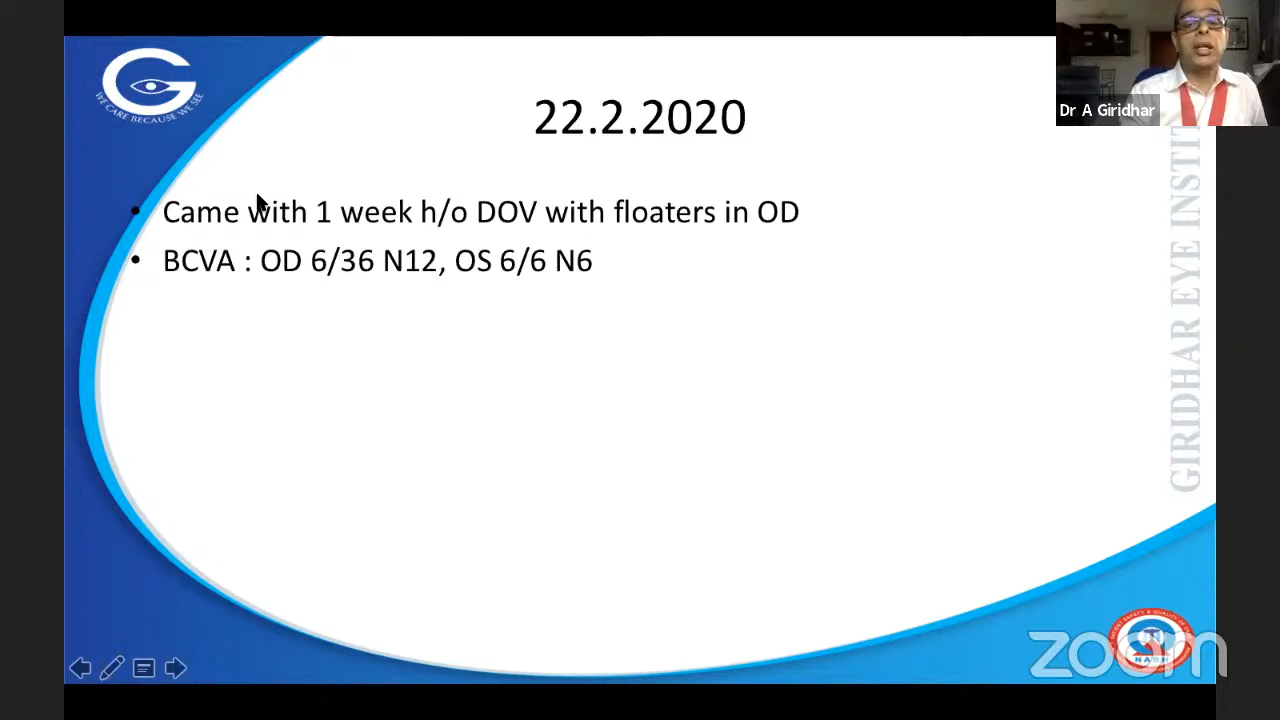 WE CARE BECAUSE WE SEE
22.2.2020
Dr A Giridhar
• Came with 1 week h/o DOV with floaters in OD
• BCVA : OD 6/36 N12, OS 6/6 N6
GIRIDHAR EYE INSTIT
zoom
NABH